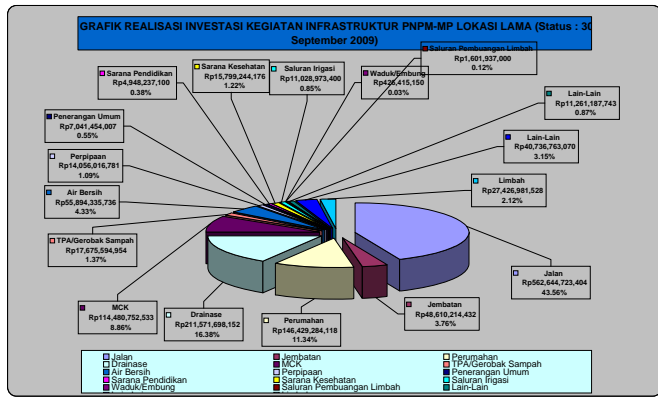 GRAFIK REALISASI INVESTASI KEGIATAN INFRASTRUKTUR PNPM-MP LOKASI LAMA (Status : 30
September 2009)
Saluran Pembuangan Limbah
Rp1,601,937,000
0.12%
Sarana Kesehatan
Rp15,799,244,176
1.22%
Saluran Irigasi
Rp11,028,973,400
0.85%
Waduk/Embung
Rp426,415,150
0.03%
Sarana Pendidikan
Rp4,948,237,100
0.38%
Lain-Lain
Rp11,261,187,743
0.87%
Penerangan Umum
Rp7,041,454,007
0.55%
Lain-Lain
Rp40,736,763,070
3.15%
Perpipaan
Rp14,056,016,781
1.09%
Limbah
Rp27,426,981,528
2.12%
Air Bersih
Rp55,894,335,736
4.33%
TPA/Gerobak Sampah
Rp17,675,594,954
1.37%
Jalan
Rp562,644,723,404
43.56%
MCK
Rp114,480,752,533
8.86%
Drainase
Rp211,571,698,152
16.38%
Perumahan
Rp146,429,284,118
11.34%
Jembatan
Rp48,610,214,432
3.76%
Jalan Jembatan Perumahan
Drainase MCK TPA/Gerobak Sampah
Air Bersih Perpipaan Penerangan Umum
Sarana Pendidikan Sarana Kesehatan Saluran Irigasi
Waduk/Embung Saluran Pembuangan Limbah Lain-Lain